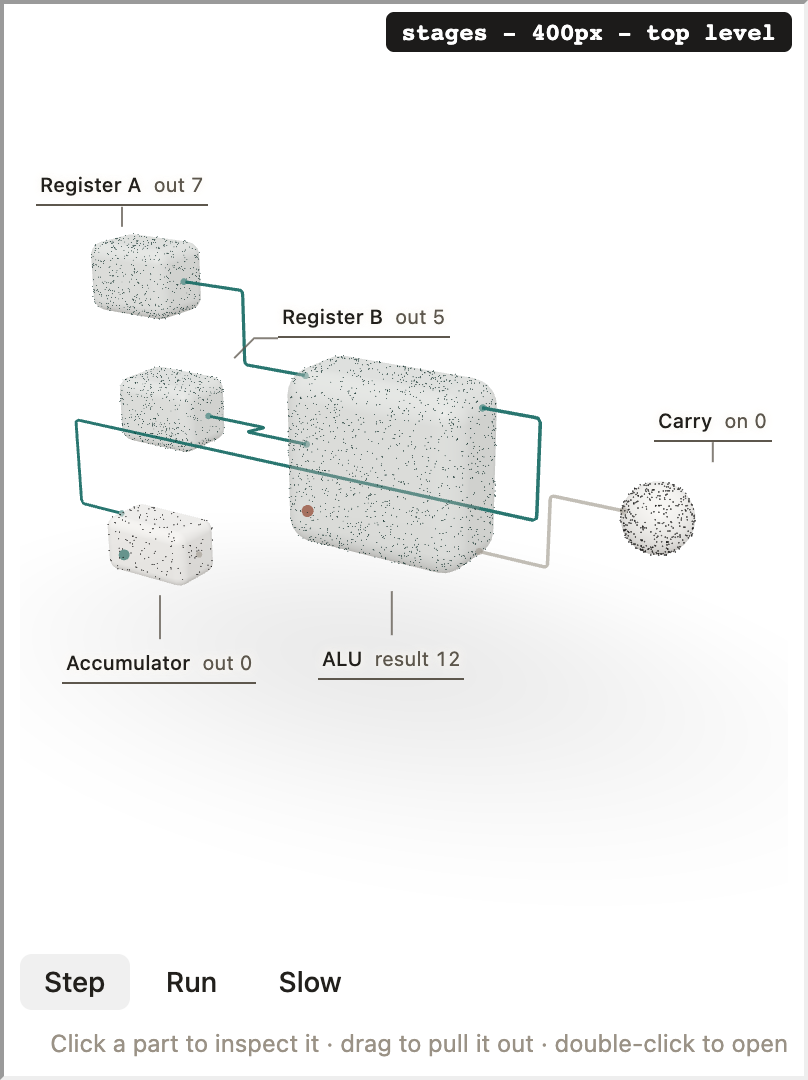 stages – 400px – top level
Register A out 7
Register B out 5
Carry on 0
Accumulator out 0
ALU result 12
Step Run Slow
Click a part to inspect it · drag to pull it out · double-click to open